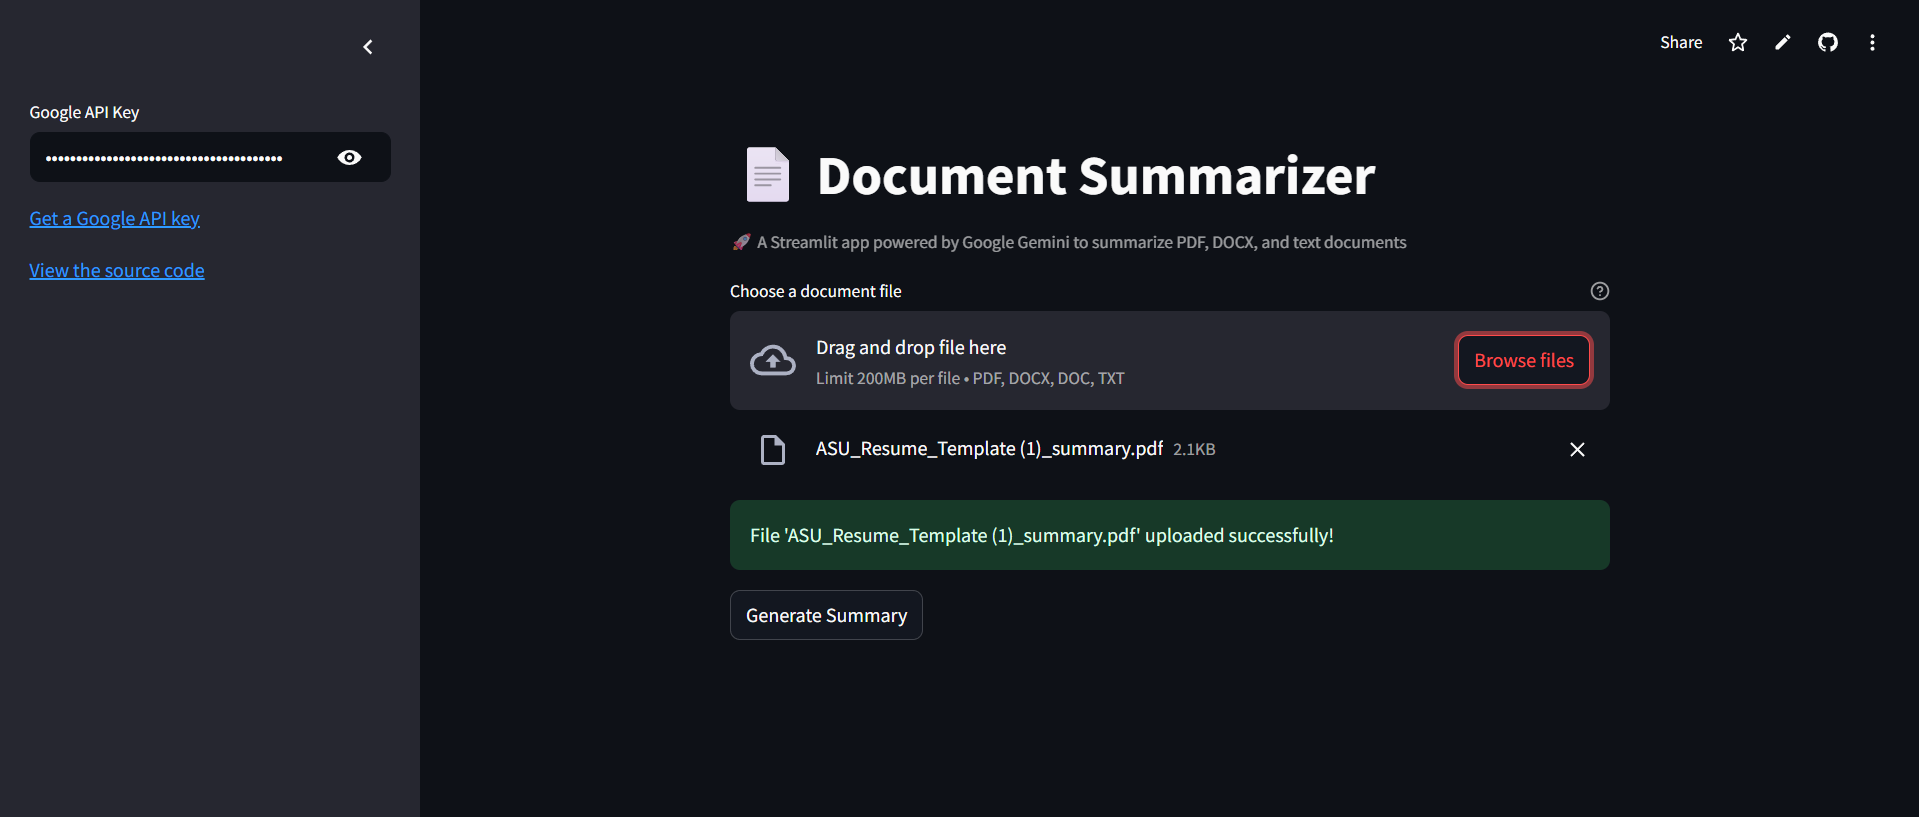 Share
Google API Key
••••••••••••••••••••••••••••••••••••••
Get a Google API key
View the source code
Document Summarizer
🚀 A Streamlit app powered by Google Gemini to summarize PDF, DOCX, and text documents
Choose a document file
Drag and drop file here
Limit 200MB per file • PDF, DOCX, DOC, TXT
Browse files
ASU_Resume_Template (1)_summary.pdf 2.1KB
File 'ASU_Resume_Template (1)_summary.pdf' uploaded successfully!
Generate Summary